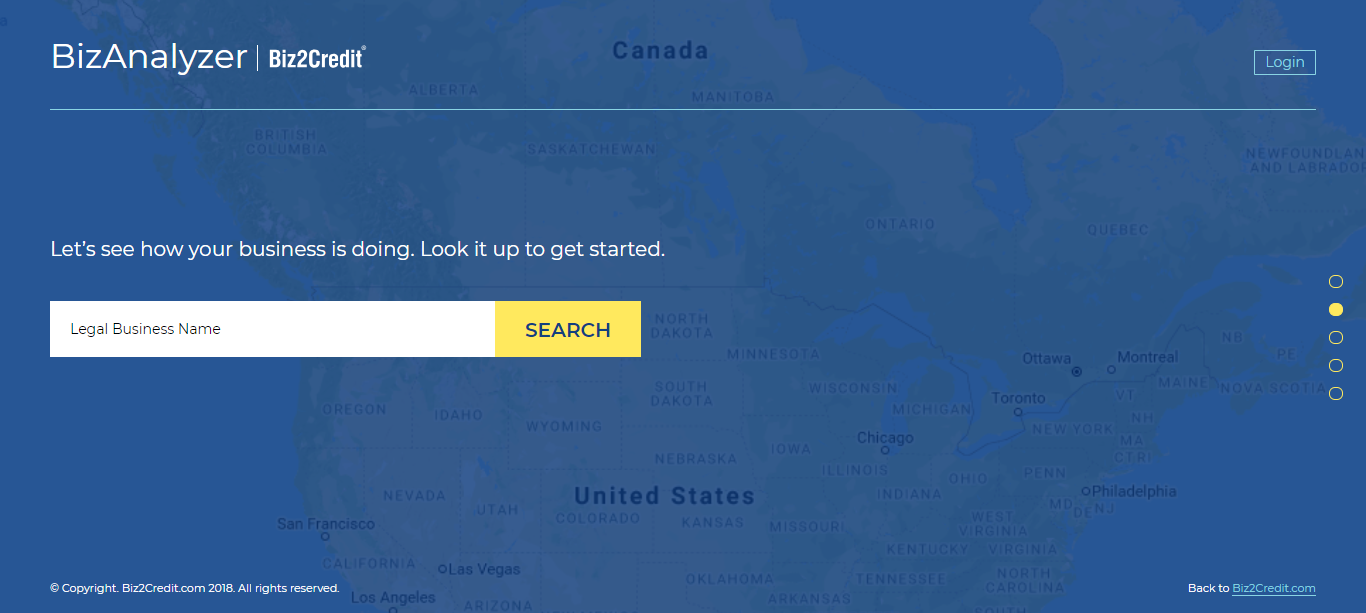 BizAnalyzer | Biz2Credit®
Canada
Login
ALBERTA
MANITOBA
BRITISH
COLUMBIA
SASKATCHEWAN
NEWFOUNDLAN
AND LABRADOR
ONTARIO
QUEBEC
Let's see how your business is doing. Look it up to get started.
Legal Business Name
SEARCH
NORTH
DAKOTA
MINNESOTA
NB
PE
Ottawa
Montreal
SOUTH
DAKOTA
WISCONSIN
MAINE
NOVA SCOTIA
VT
Toronto
OREGON
IDAHO
MICHIGAN
NH
WYOMING
NEW YORK
Chicago
MA
IOWA
CT RI
NEBRASKA
ILLINOIS
PENN
OHIO
NEVADA
United States
INDIANA
Philadelphia
UTAH
MD
DE
NJ
COLORADO
KANSAS
MISSOURI
WEST
VIRGINIA
San Francisco
KENTUCKY
VIRGINIA
CALIFORNIA
Las Vegas
OKLAHOMA
TENNESSEE
NORTH
CAROLINA
© Copyright. Biz2Credit.com 2018. All rights reserved.
Back to Biz2Credit.com
Los Angeles
ARIZONA
ARKANSAS